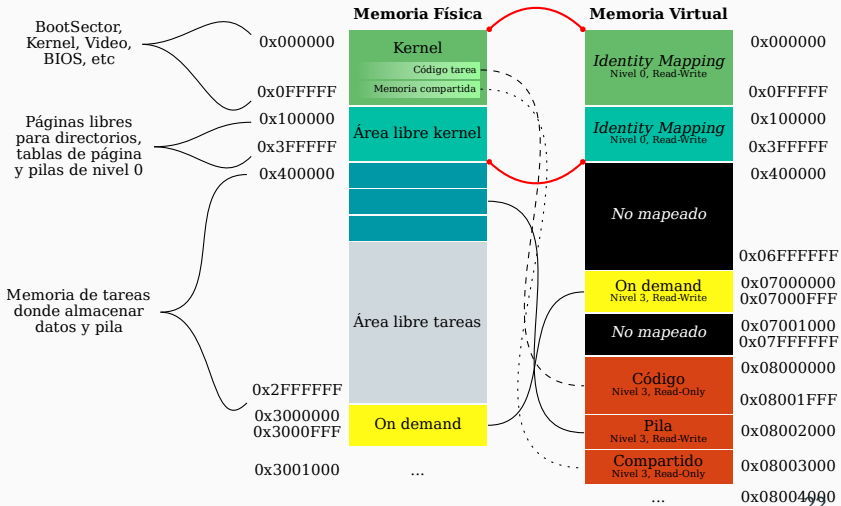 Memoria Física
Memoria Virtual
BootSector,
Kernel, Video,
BIOS, etc
0x000000
Kernel
Código tarea
Memoria compartida
Identity Mapping
Nivel 0, Read-Write
0x000000
0x0FFFFF
0x0FFFFF
Páginas libres
para directorios,
tablas de página
y pilas de nivel 0
0x100000
0x3FFFFF
0x400000
Área libre kernel
Identity Mapping
Nivel 0, Read-Write
0x100000
0x3FFFFF
0x400000
No mapeado
0x06FFFFFF
On demand
Nivel 3, Read-Write
0x07000000
0x07000FFF
Memoria de tareas
donde almacenar
datos y pila
Área libre tareas
No mapeado
0x07001000
0x07FFFFFF
0x2FFFFFF
0x3000000
0x3000FFF
On demand
Código
Nivel 3, Read-Only
0x08000000
0x08001FFF
Pila
Nivel 3, Read-Write
0x08002000
0x3001000
...
Compartido
Nivel 3, Read-Only
0x08003000
...
0x08004000
22